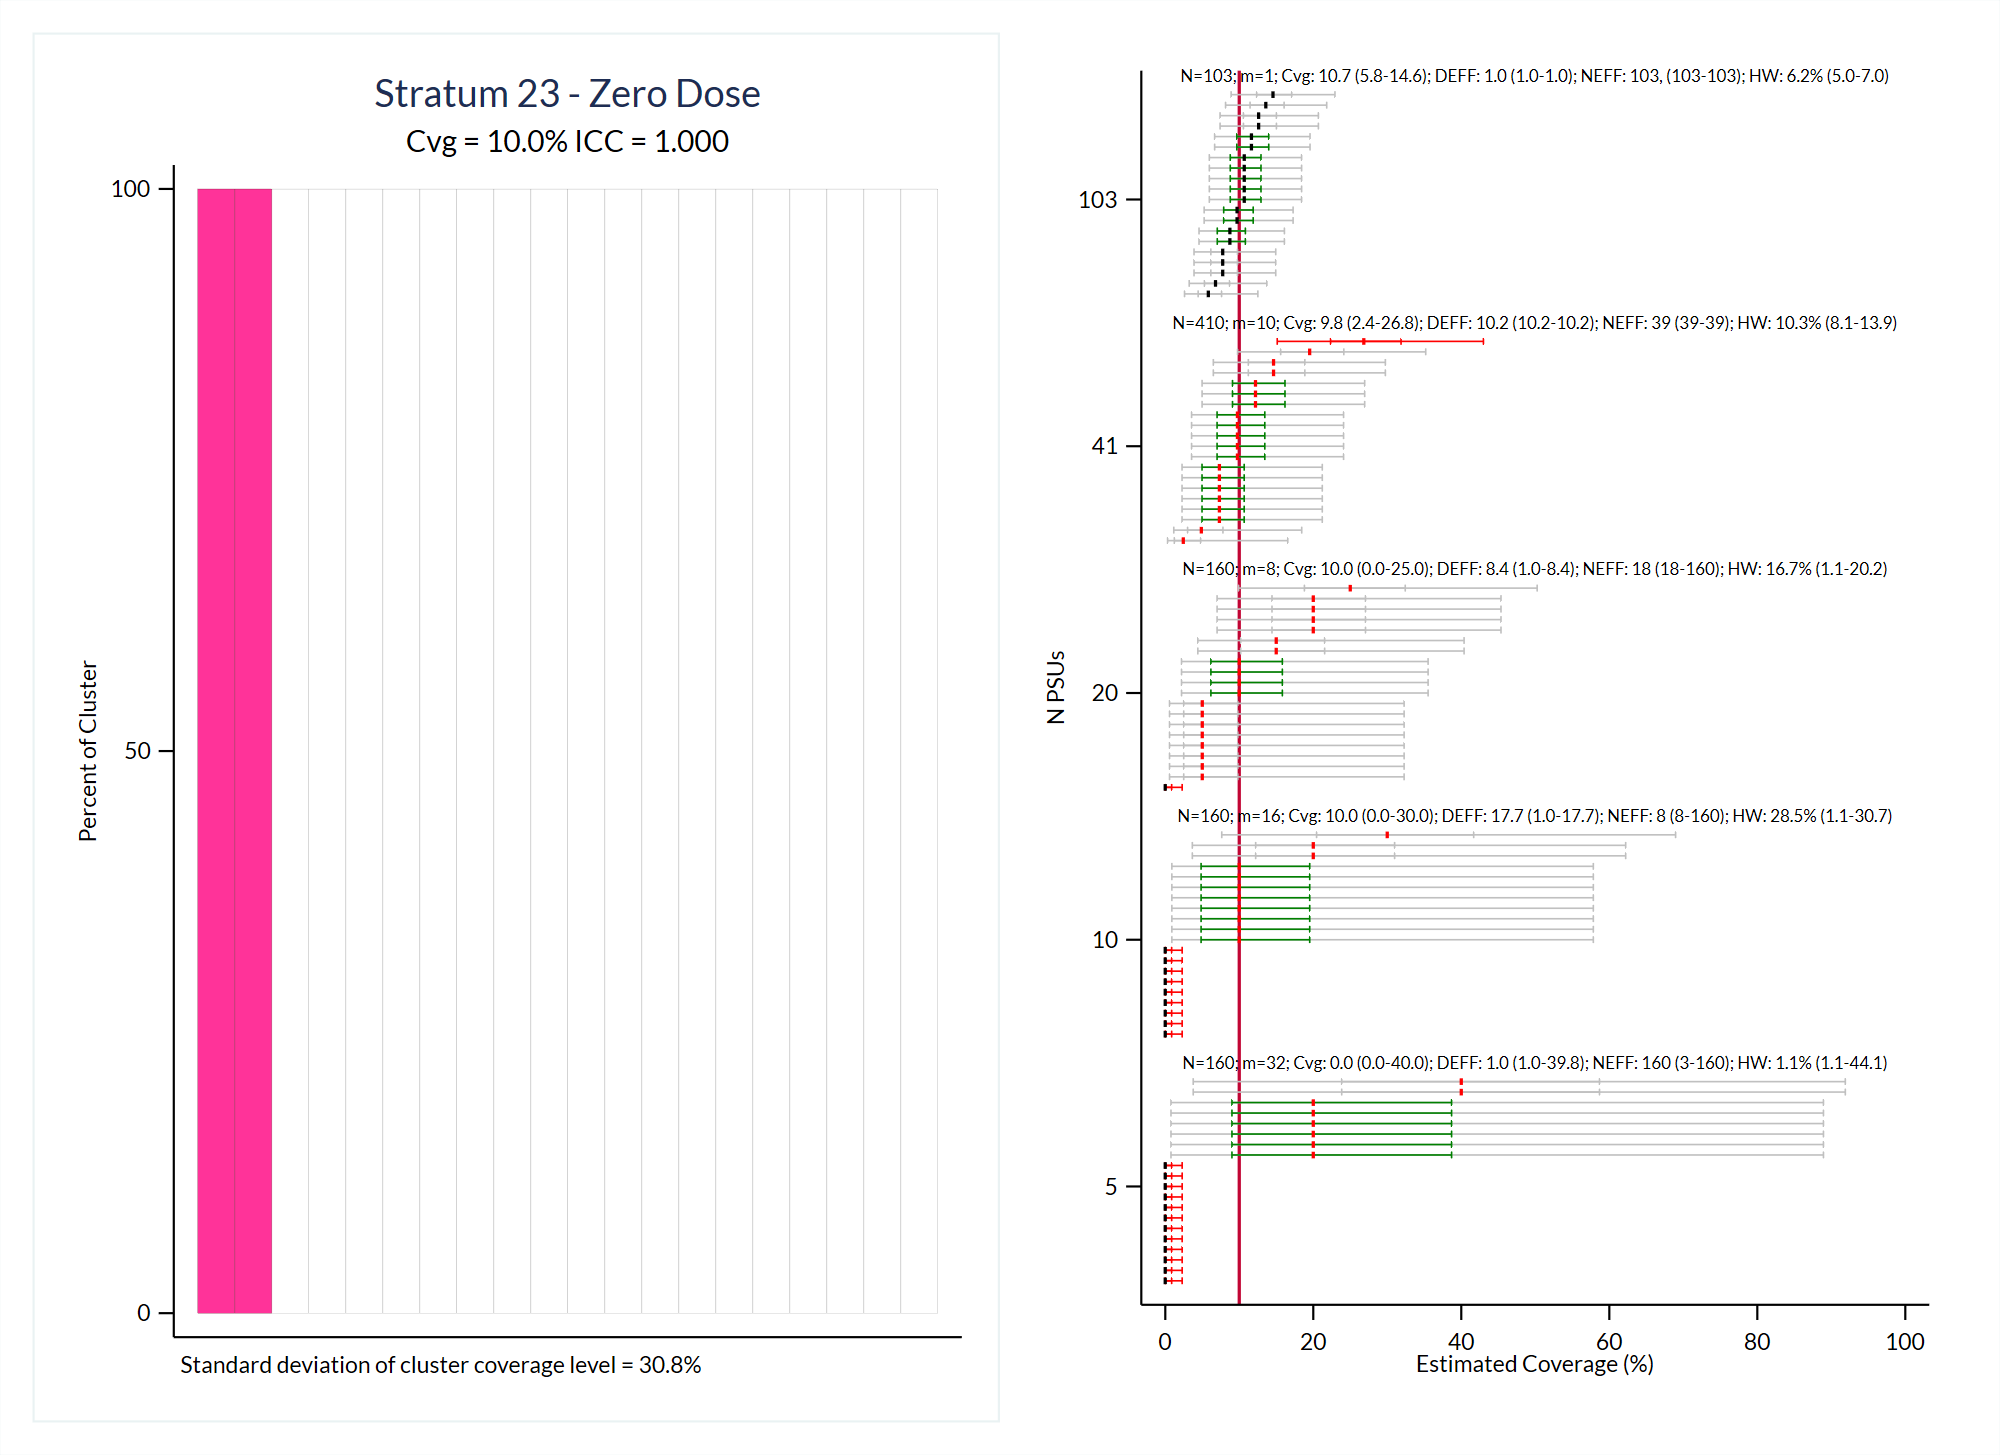 Stratum 23 - Zero Dose
Cvg = 10.0% ICC = 1.000
100
50
0
Percent of Cluster
Standard deviation of cluster coverage level = 30.8%
N=103; m=1; Cvg: 10.7 (5.8-14.6); DEFF: 1.0 (1.0-1.0); NEFF: 103, (103-103); HW: 6.2% (5.0-7.0)
103
N=410; m=10; Cvg: 9.8 (2.4-26.8); DEFF: 10.2 (10.2-10.2); NEFF: 39 (39-39); HW: 10.3% (8.1-13.9)
41
N=160; m=8; Cvg: 10.0 (0.0-25.0); DEFF: 8.4 (1.0-8.4); NEFF: 18 (18-160); HW: 16.7% (1.1-20.2)
N PSUs
20
N=160; m=16; Cvg: 10.0 (0.0-30.0); DEFF: 17.7 (1.0-17.7); NEFF: 8 (8-160); HW: 28.5% (1.1-30.7)
10
N=160; m=32; Cvg: 0.0 (0.0-40.0); DEFF: 1.0 (1.0-39.8); NEFF: 160 (3-160); HW: 1.1% (1.1-44.1)
5
0 20 40 60 80 100
Estimated Coverage (%)